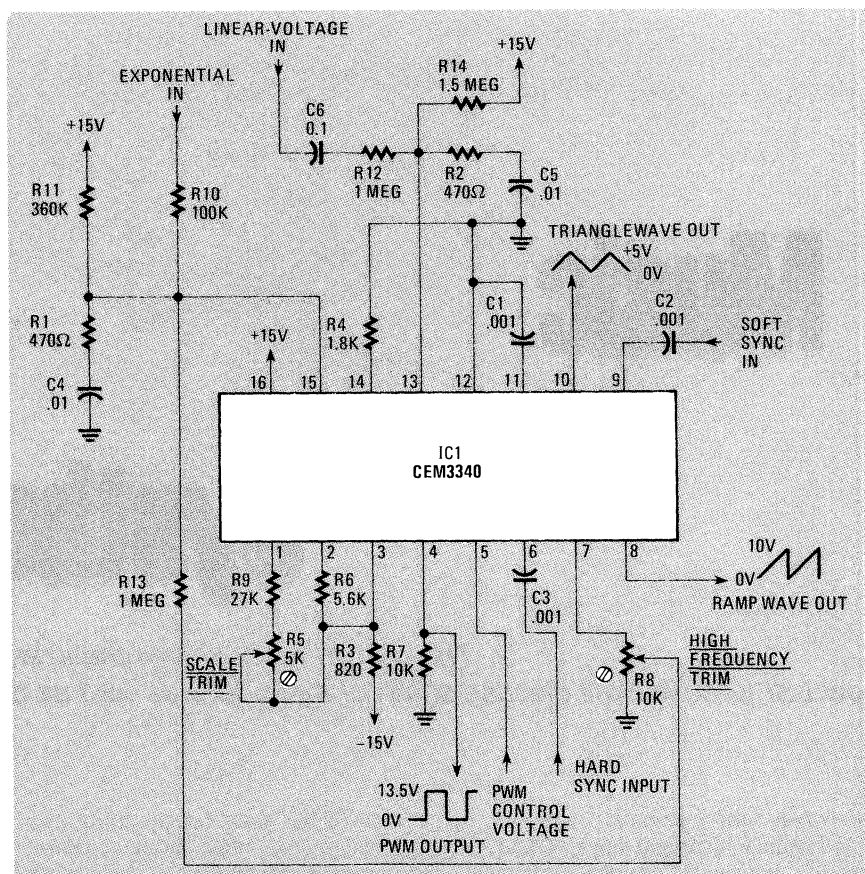 LINEAR-VOLTAGE
IN
+15V
R14
1.5 MEG
EXPONENTIAL
IN
C6
0.1
+15V
R12
1 MEG
R2
470Ω
C5
.01
R11
360K
R10
100K
TRIANGLEWAVE OUT
+5V
0V
R1
470Ω
R4
1.8K
C1
.001
C2
.001
SOFT
SYNC
IN
+15V
C4
.01
16 15 14 13 12 11 10 9
IC1
CEM3340
1 2 3 4 5 6 7 8
R13
1 MEG
R9
27K
R6
5.6K
C3
.001
10V
0V
RAMP WAVE OUT
SCALE
TRIM
R5
5K
R3
820
R7
10K
HIGH
FREQUENCY
TRIM
R8
10K
-15V
13.5V
0V
PWM OUTPUT
PWM
CONTROL
VOLTAGE
HARD
SYNC INPUT